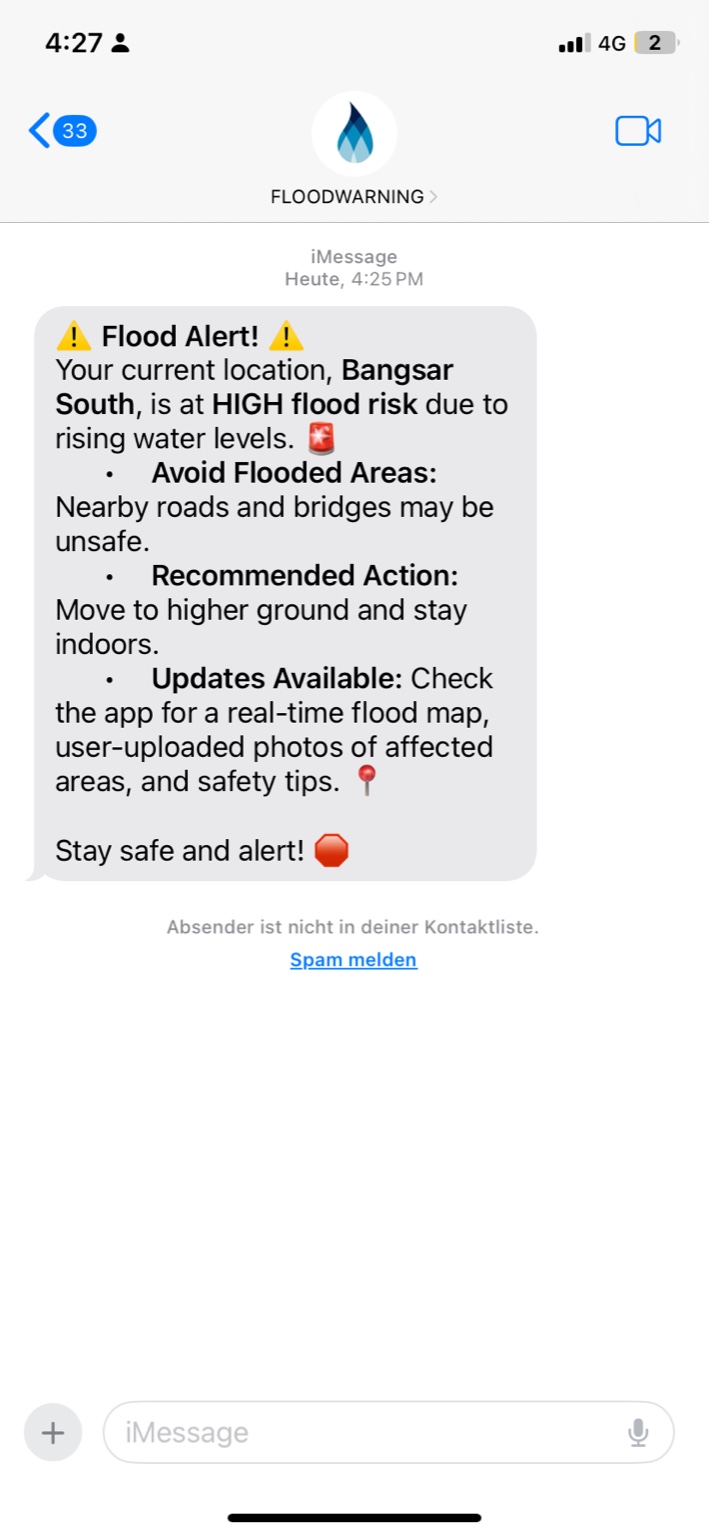 4:27
4G 2
33
FLOODWARNING
iMessage
Heute, 4:25 PM
⚠️ Flood Alert! ⚠️
Your current location, Bangsar
South, is at HIGH flood risk due to
rising water levels. 🚨
• Avoid Flooded Areas:
Nearby roads and bridges may be
unsafe.
• Recommended Action:
Move to higher ground and stay
indoors.
• Updates Available: Check
the app for a real-time flood map,
user-uploaded photos of affected
areas, and safety tips. 📍
Stay safe and alert! 🛑
Absender ist nicht in deiner Kontaktliste.
Spam melden
iMessage